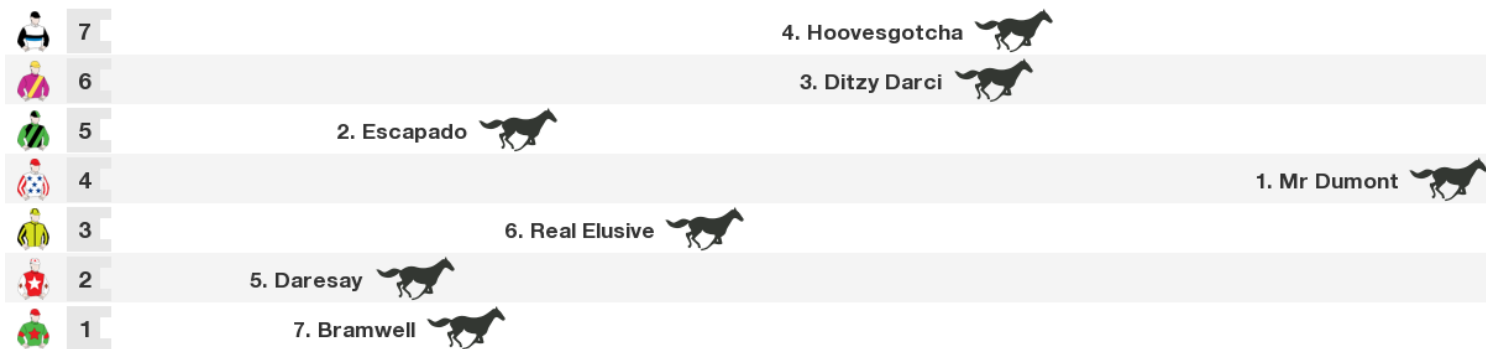 7 4. Hoovesgotcha
6 3. Ditzy Darci
5 2. Escapado
4 1. Mr Dumont
3 6. Real Elusive
2 5. Daresay
1 7. Bramwell